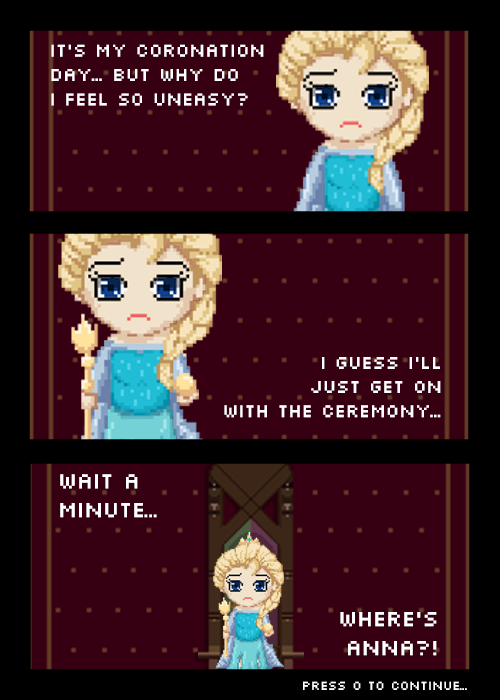 IT'S MY CORONATION
DAY... BUT WHY DO
I FEEL SO UNEASY?
I GUESS I'LL
JUST GET ON
WITH THE CEREMONY...
WAIT A
MINUTE...
WHERE'S
ANNA?!
PRESS O TO CONTINUE...